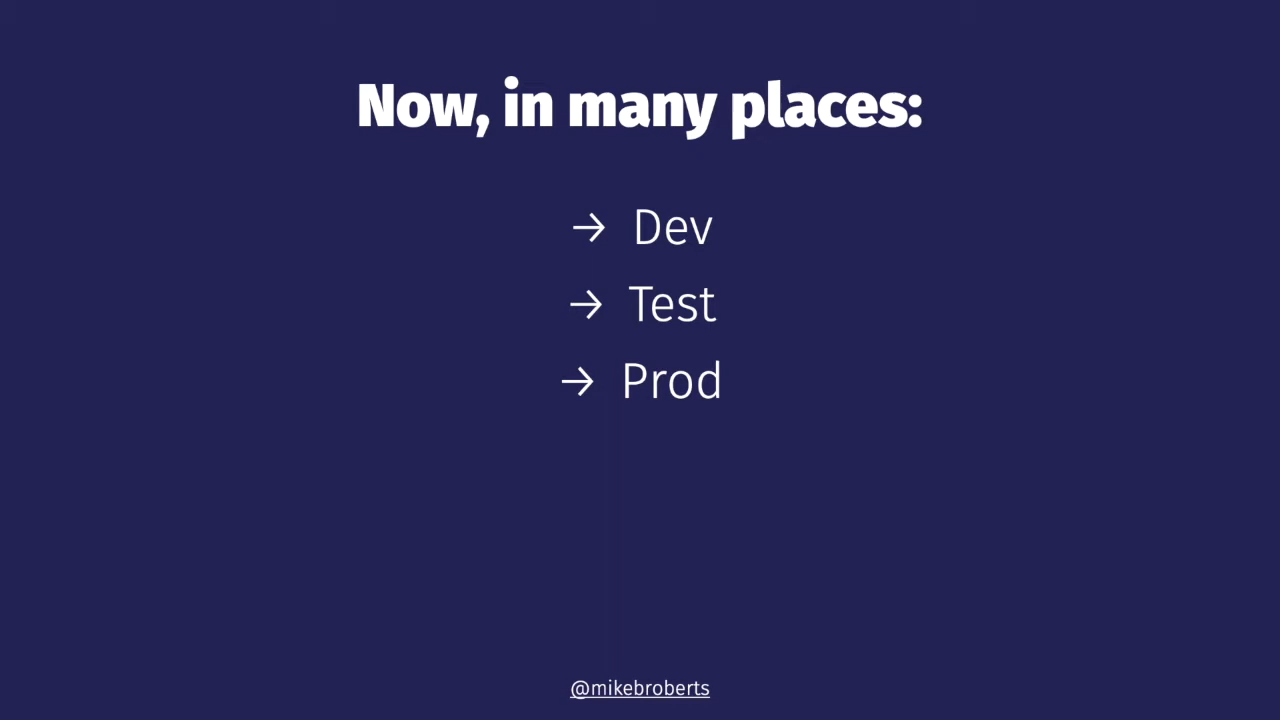 Now, in many places:
→ Dev
→ Test
→ Prod
@mikebroberts